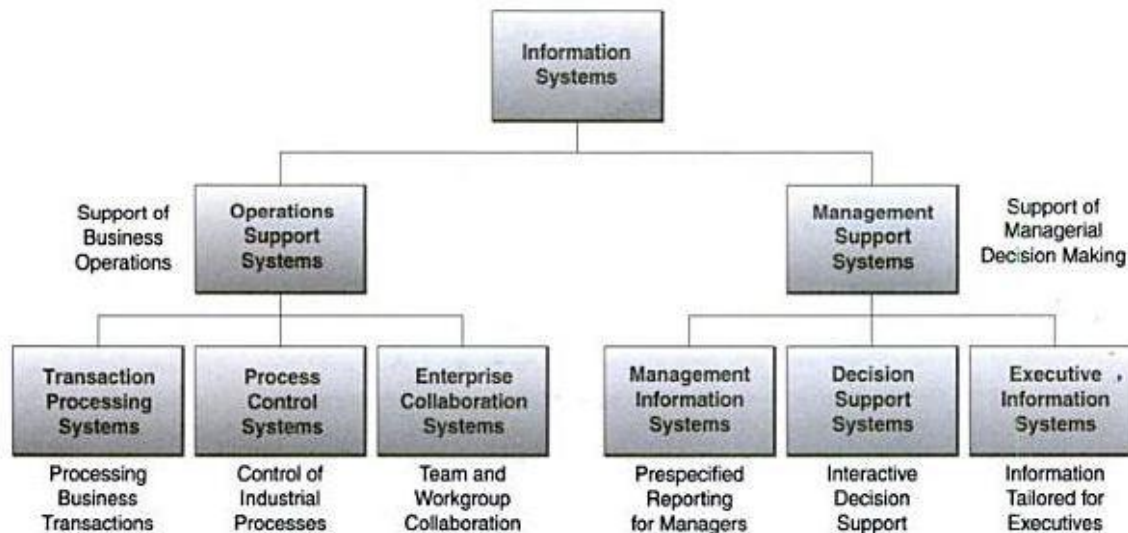 Information
Systems
Support of
Business
Operations
Operations
Support
Systems
Management
Support
Systems
Support of
Managerial
Decision Making
Transaction
Processing
Systems
Process
Control
Systems
Enterprise
Collaboration
Systems
Management
Information
Systems
Decision
Support
Systems
Executive
Information
Systems
Processing
Business
Transactions
Control of
Industrial
Processes
Team and
Workgroup
Collaboration
Prespecified
Reporting
for Managers
Interactive
Decision
Support
Information
Tailored for
Executives